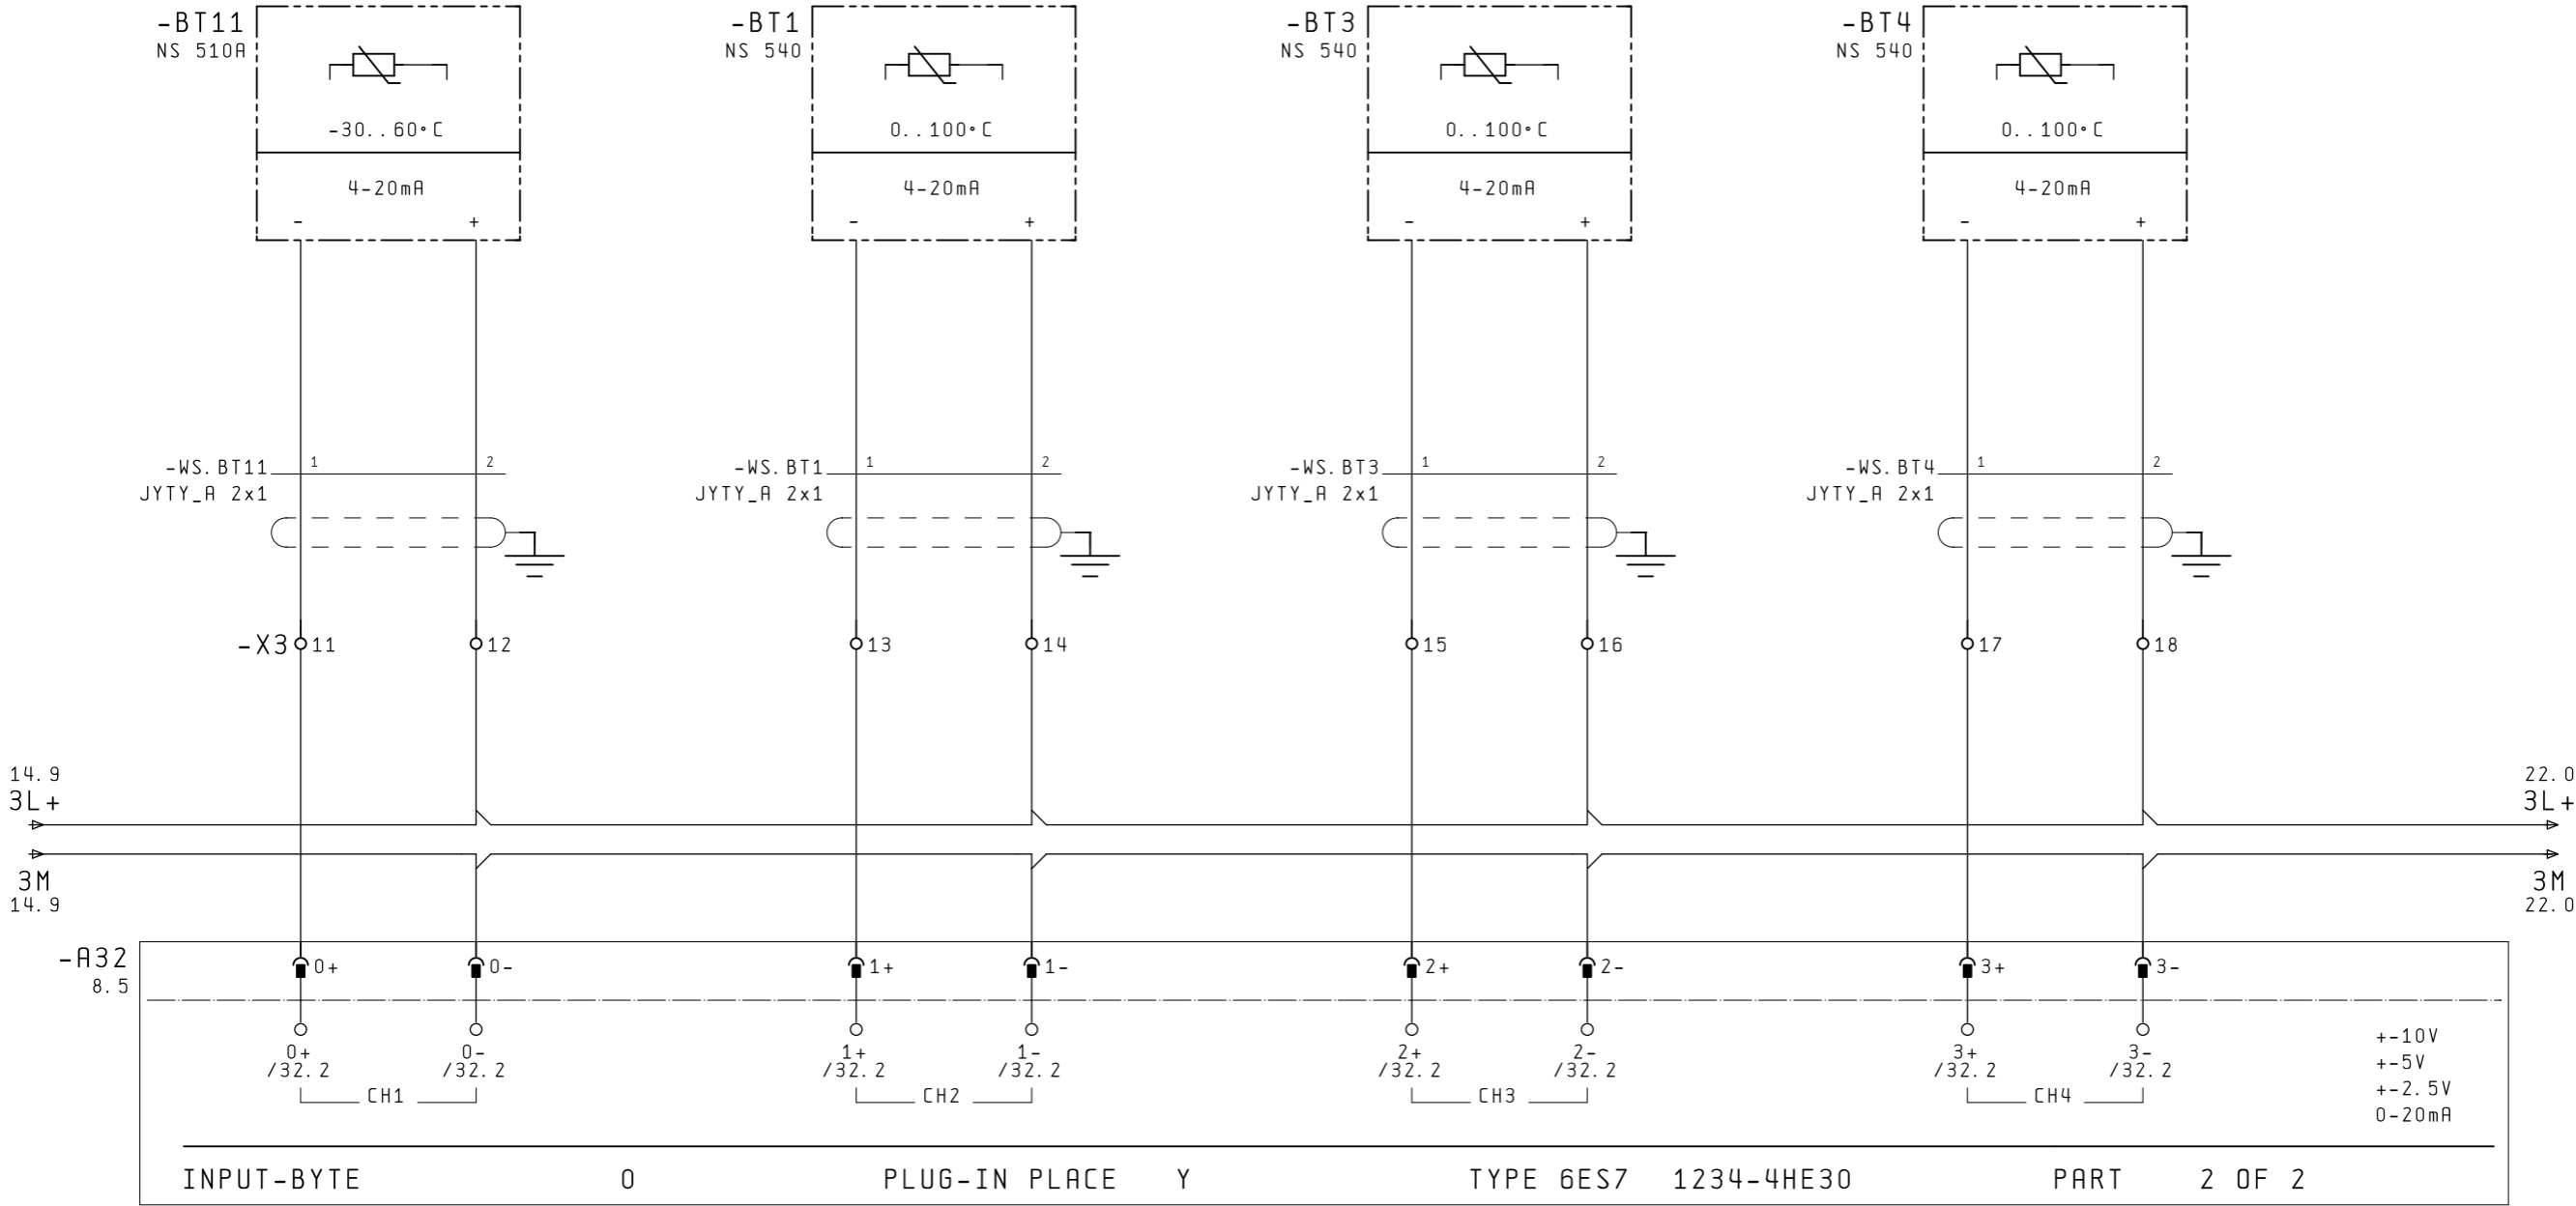 -BT11 -BT1 -BT3 -BT4
NS 510A NS 540 NS 540 NS 540
-30..60°C 0..100°C 0..100°C 0..100°C
4-20mA 4-20mA 4-20mA 4-20mA
- + - + - + - +
-WS.BT11 1 2 -WS.BT1 1 2 -WS.BT3 1 2 -WS.BT4 1 2
JYTY_A 2x1 JYTY_A 2x1 JYTY_A 2x1 JYTY_A 2x1
-X3 11 12 13 14 15 16 17 18
14.9 22.0
3L+ 3L+
3M 3M
14.9 22.0
-A32 0+ 0- 1+ 1- 2+ 2- 3+ 3-
8.5
0+ 0- 1+ 1- 2+ 2- 3+ 3-
/32.2 /32.2 /32.2 /32.2 /32.2 /32.2 /32.2 /32.2
CH1 CH2 CH3 CH4
+-10V
+-5V
+-2.5V
0-20mA
INPUT-BYTE 0 PLUG-IN PLACE Y TYPE 6ES7 1234-4HE30 PART 2 OF 2